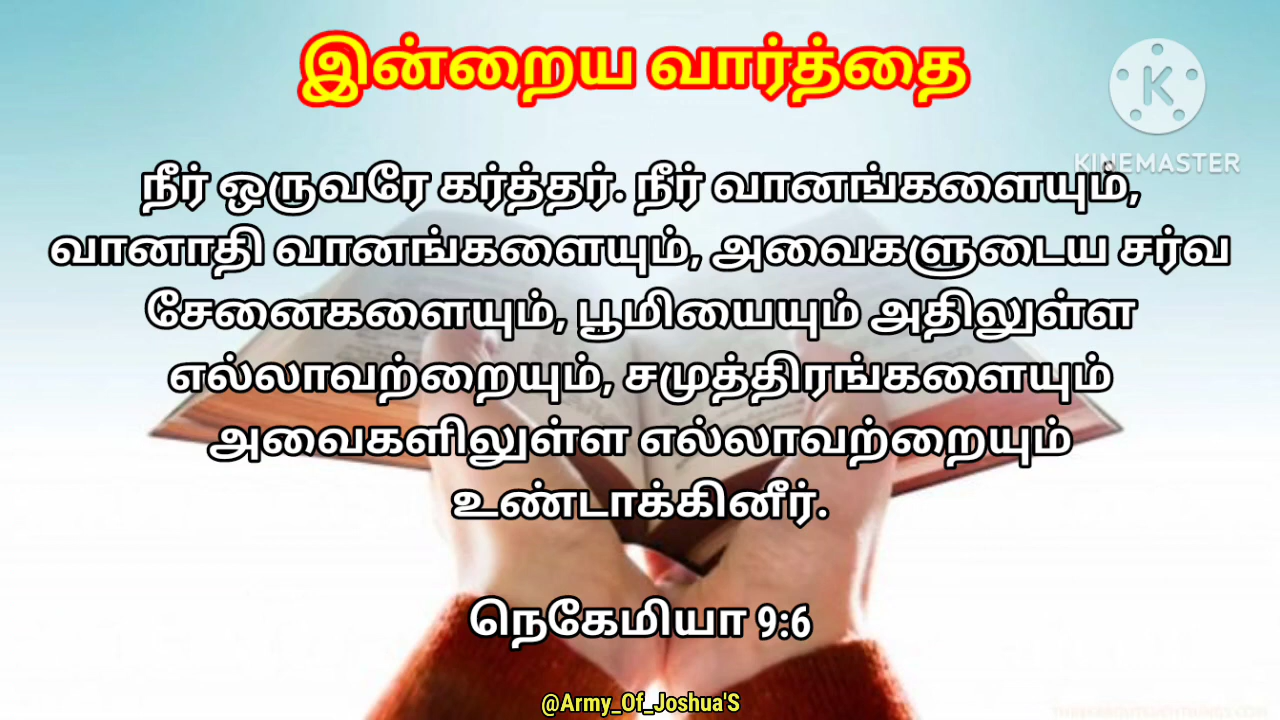 இன்றைய வார்த்தை
K
KINEMASTER
நீர் ஒருவரே கர்த்தர். நீர் வானங்களையும்,
வானாதி வானங்களையும், அவைகளுடைய சர்வ
சேனைகளையும், பூமியையும் அதிலுள்ள
எல்லாவற்றையும், சமுத்திரங்களையும்
அவைகளிலுள்ள எல்லாவற்றையும்
உண்டாக்கினீர்.
நெகேமியா 9:6
@Army_Of_Joshua'S